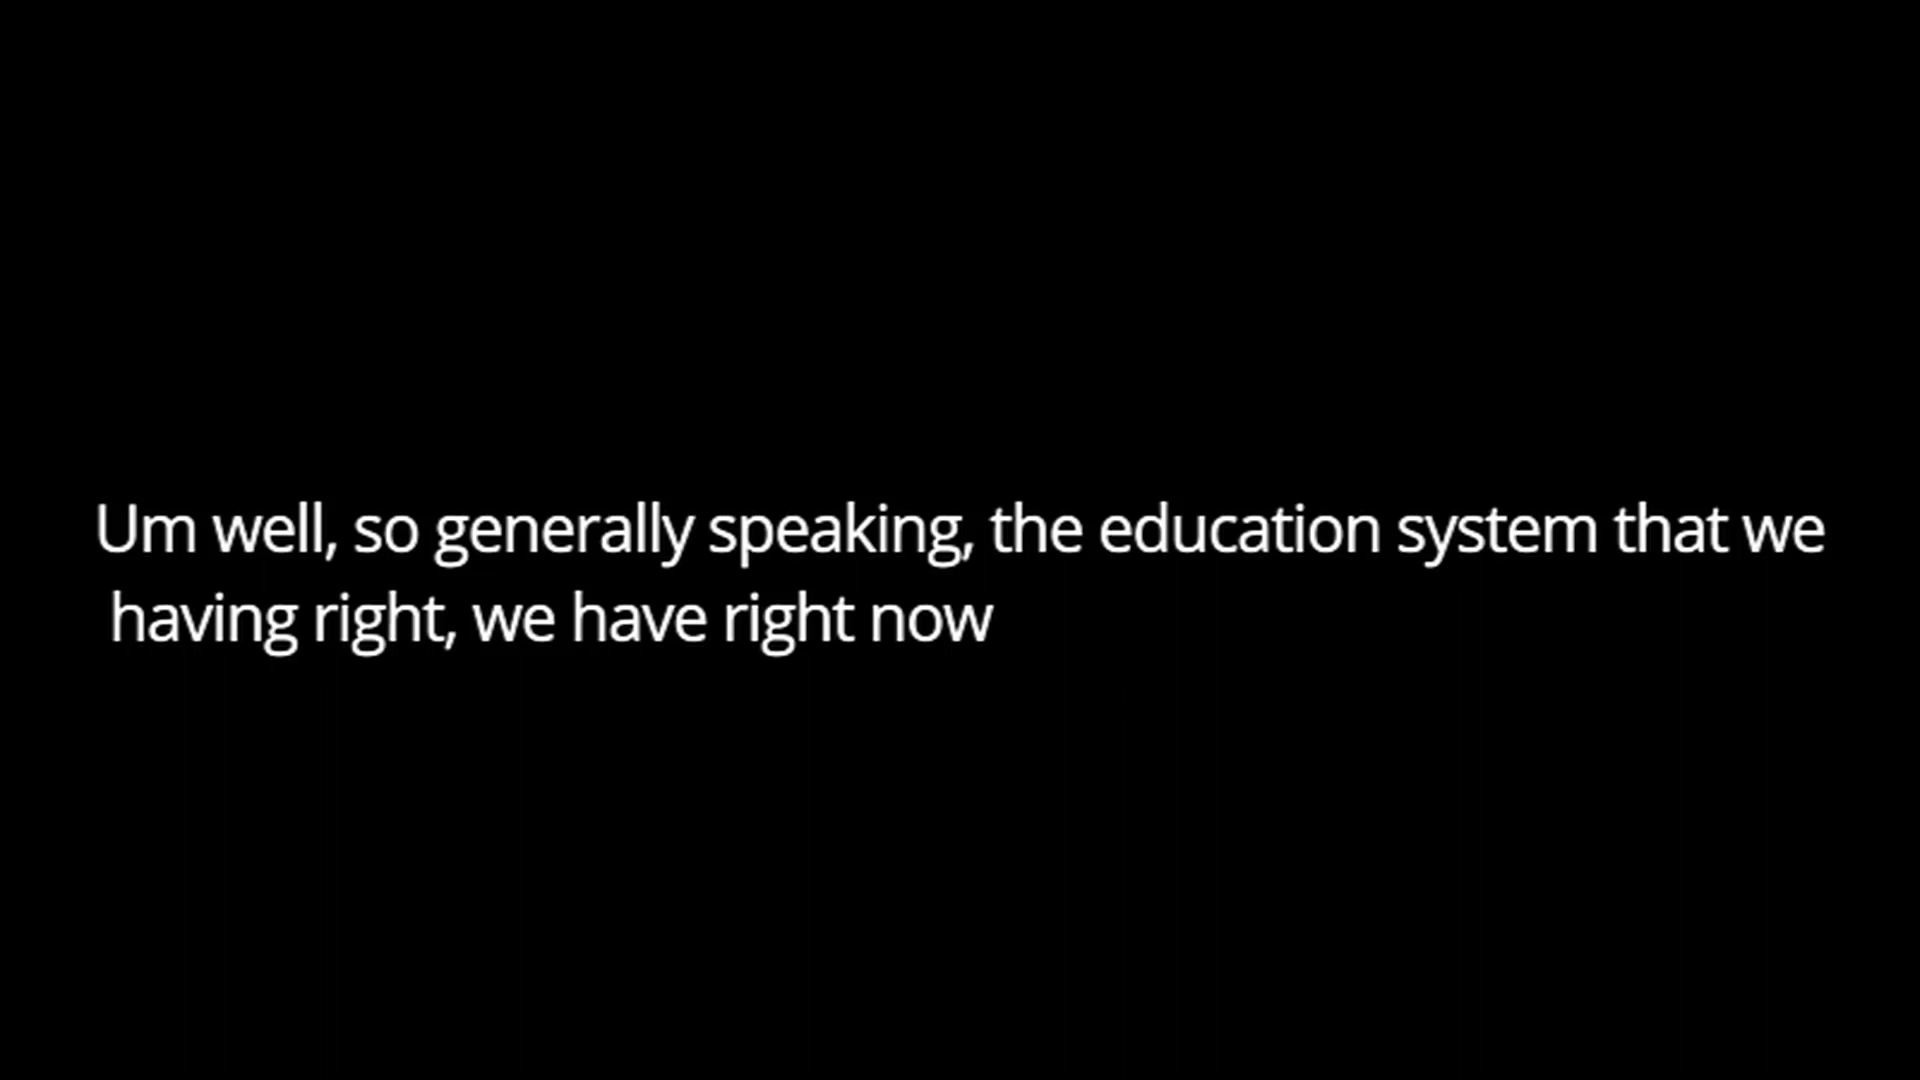 Um well, so generally speaking, the education system that we
having right, we have right now